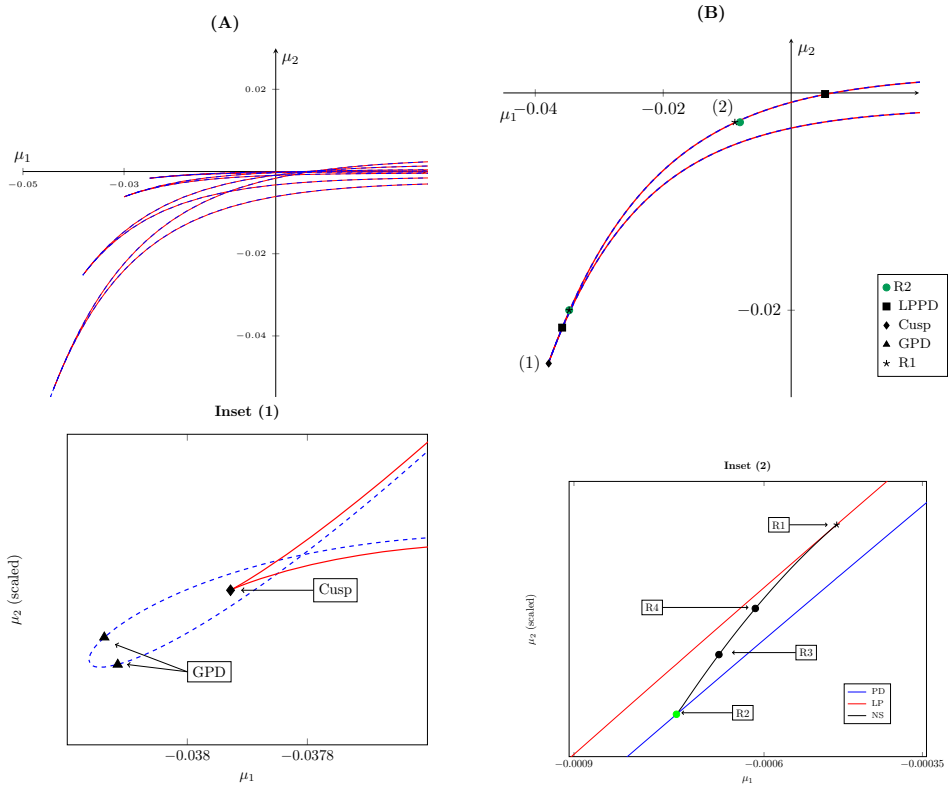 (A)
μ₂
0.02
μ₁
−0.05
−0.03
−0.02
−0.04
(B)
μ₂
μ₁
−0.04
−0.02
(2)
−0.02
(1)
R2
LPPD
Cusp
GPD
R1
Inset (1)
μ₂ (scaled)
Cusp
GPD
−0.038
−0.0378
μ₁
Inset (2)
μ₂ (scaled)
R1
R4
R3
R2
PD
LP
NS
−0.0009
−0.0006
−0.00035
μ₁